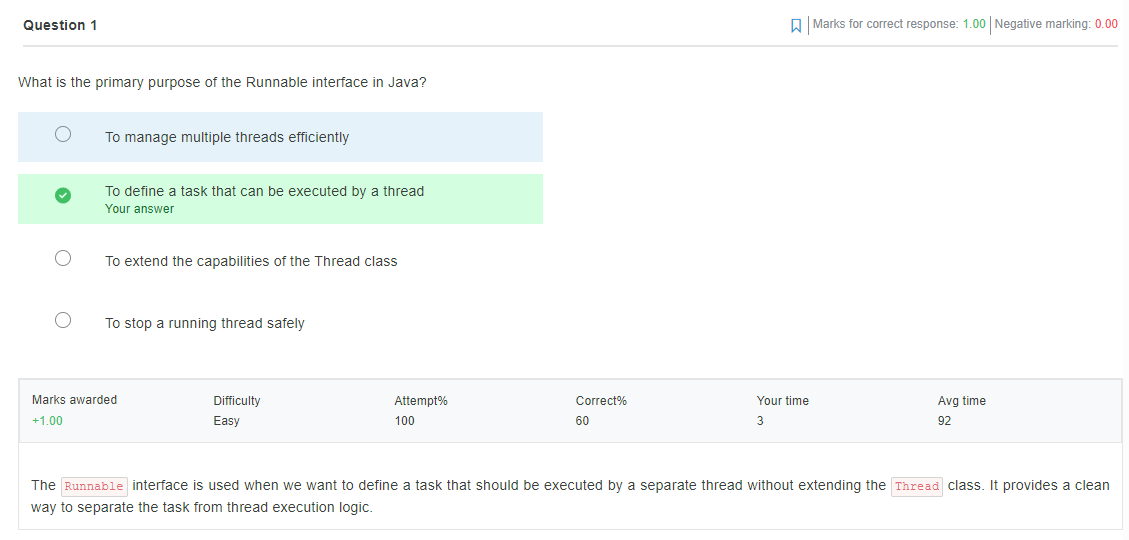 Question 1
Marks for correct response: 1.00 Negative marking: 0.00
What is the primary purpose of the Runnable interface in Java?
To manage multiple threads efficiently
To define a task that can be executed by a thread
Your answer
To extend the capabilities of the Thread class
To stop a running thread safely
Marks awarded Difficulty Attempt% Correct% Your time Avg time
+1.00 Easy 100 60 3 92
The Runnable interface is used when we want to define a task that should be executed by a separate thread without extending the Thread class. It provides a clean
way to separate the task from thread execution logic.